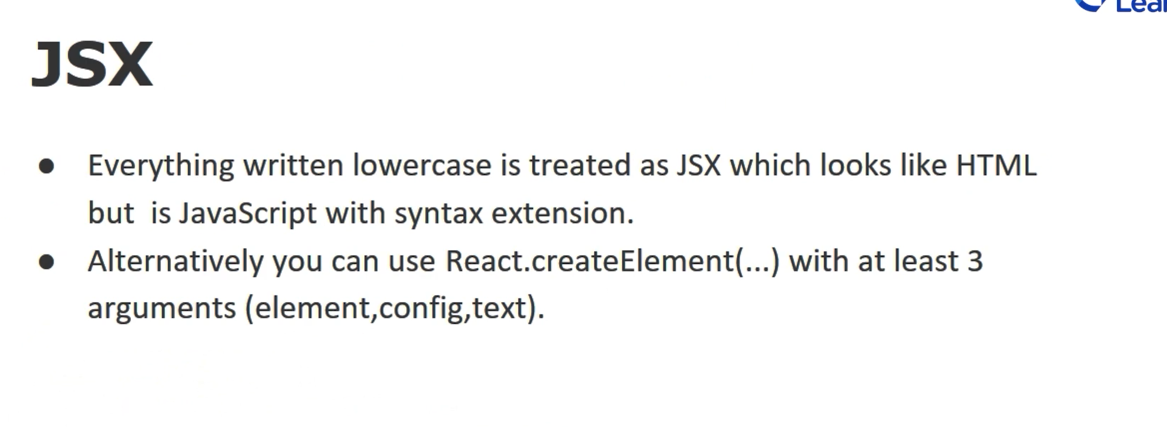 JSX
● Everything written lowercase is treated as JSX which looks like HTML
but is JavaScript with syntax extension.
● Alternatively you can use React.createElement(...) with at least 3
arguments (element,config,text).